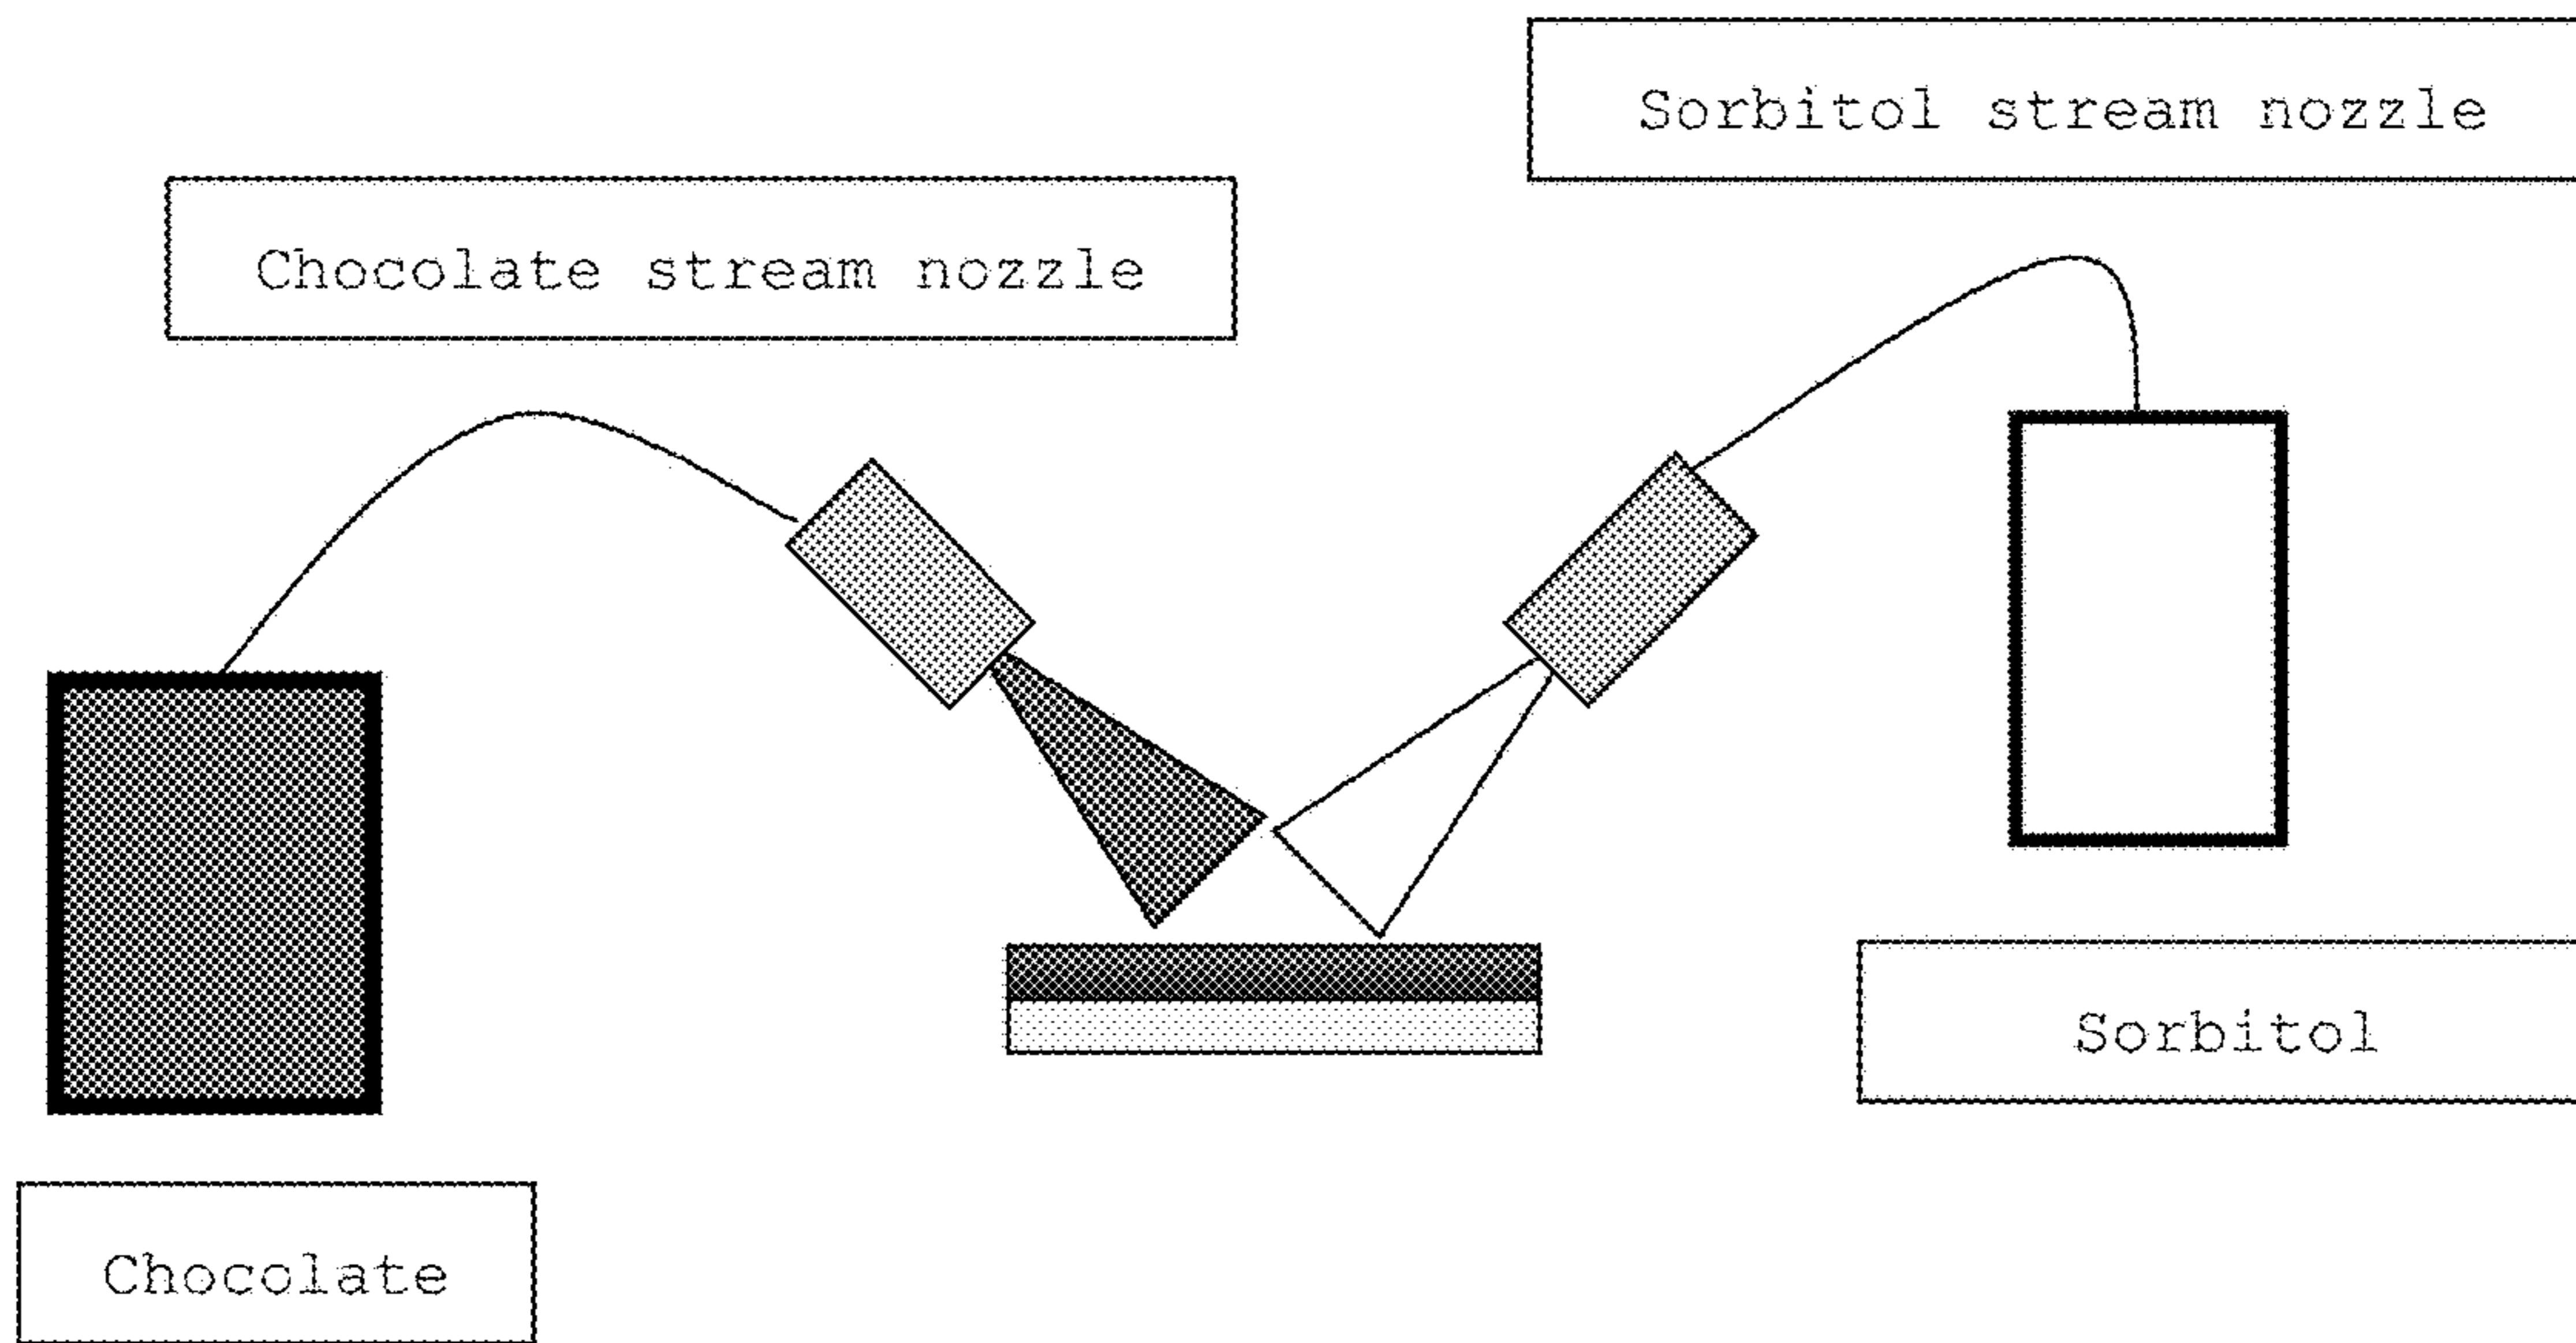 Sorbitol stream nozzle
Chocolate stream nozzle
Sorbitol
Chocolate